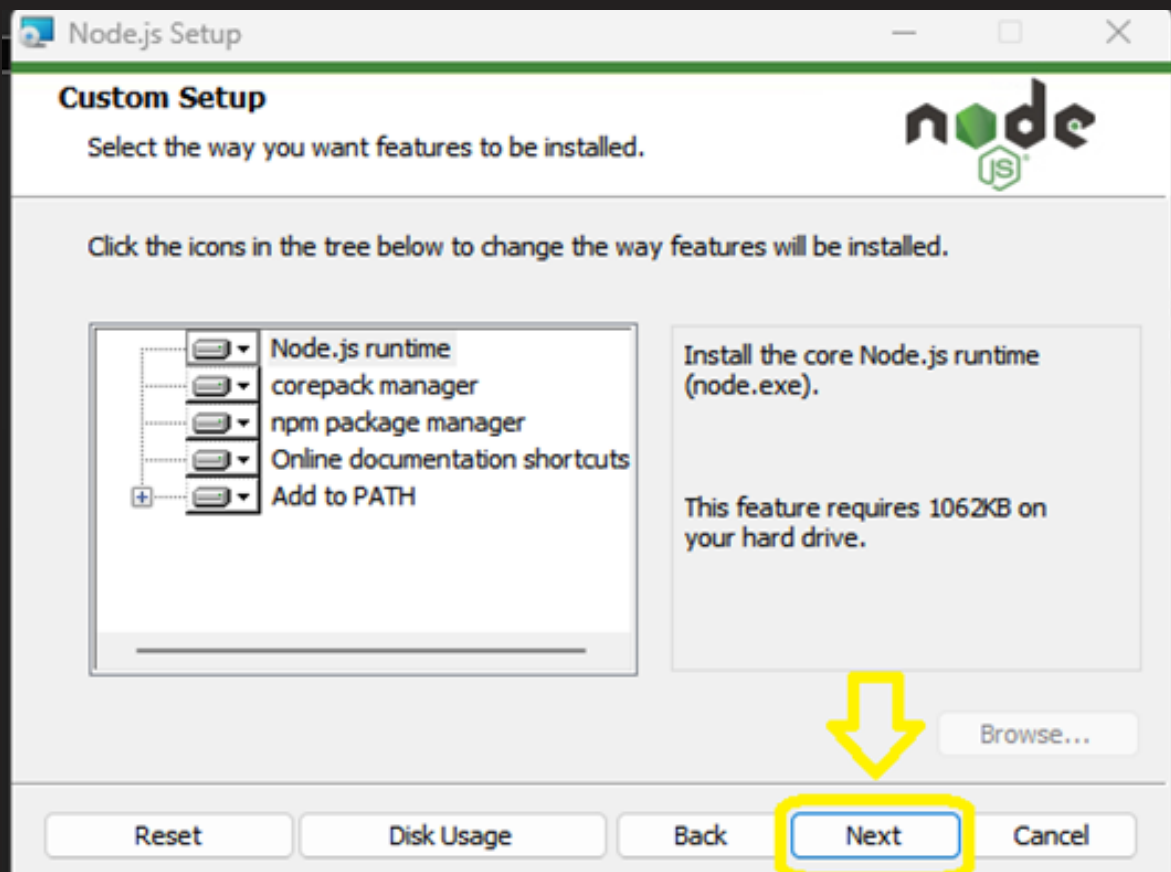 Node.js Setup
Custom Setup
Select the way you want features to be installed.
node
JS
Click the icons in the tree below to change the way features will be installed.
Node.js runtime
corepack manager
npm package manager
Online documentation shortcuts
Add to PATH
Install the core Node.js runtime
(node.exe).
This feature requires 1062KB on
your hard drive.
Browse...
Reset
Disk Usage
Back
Next
Cancel